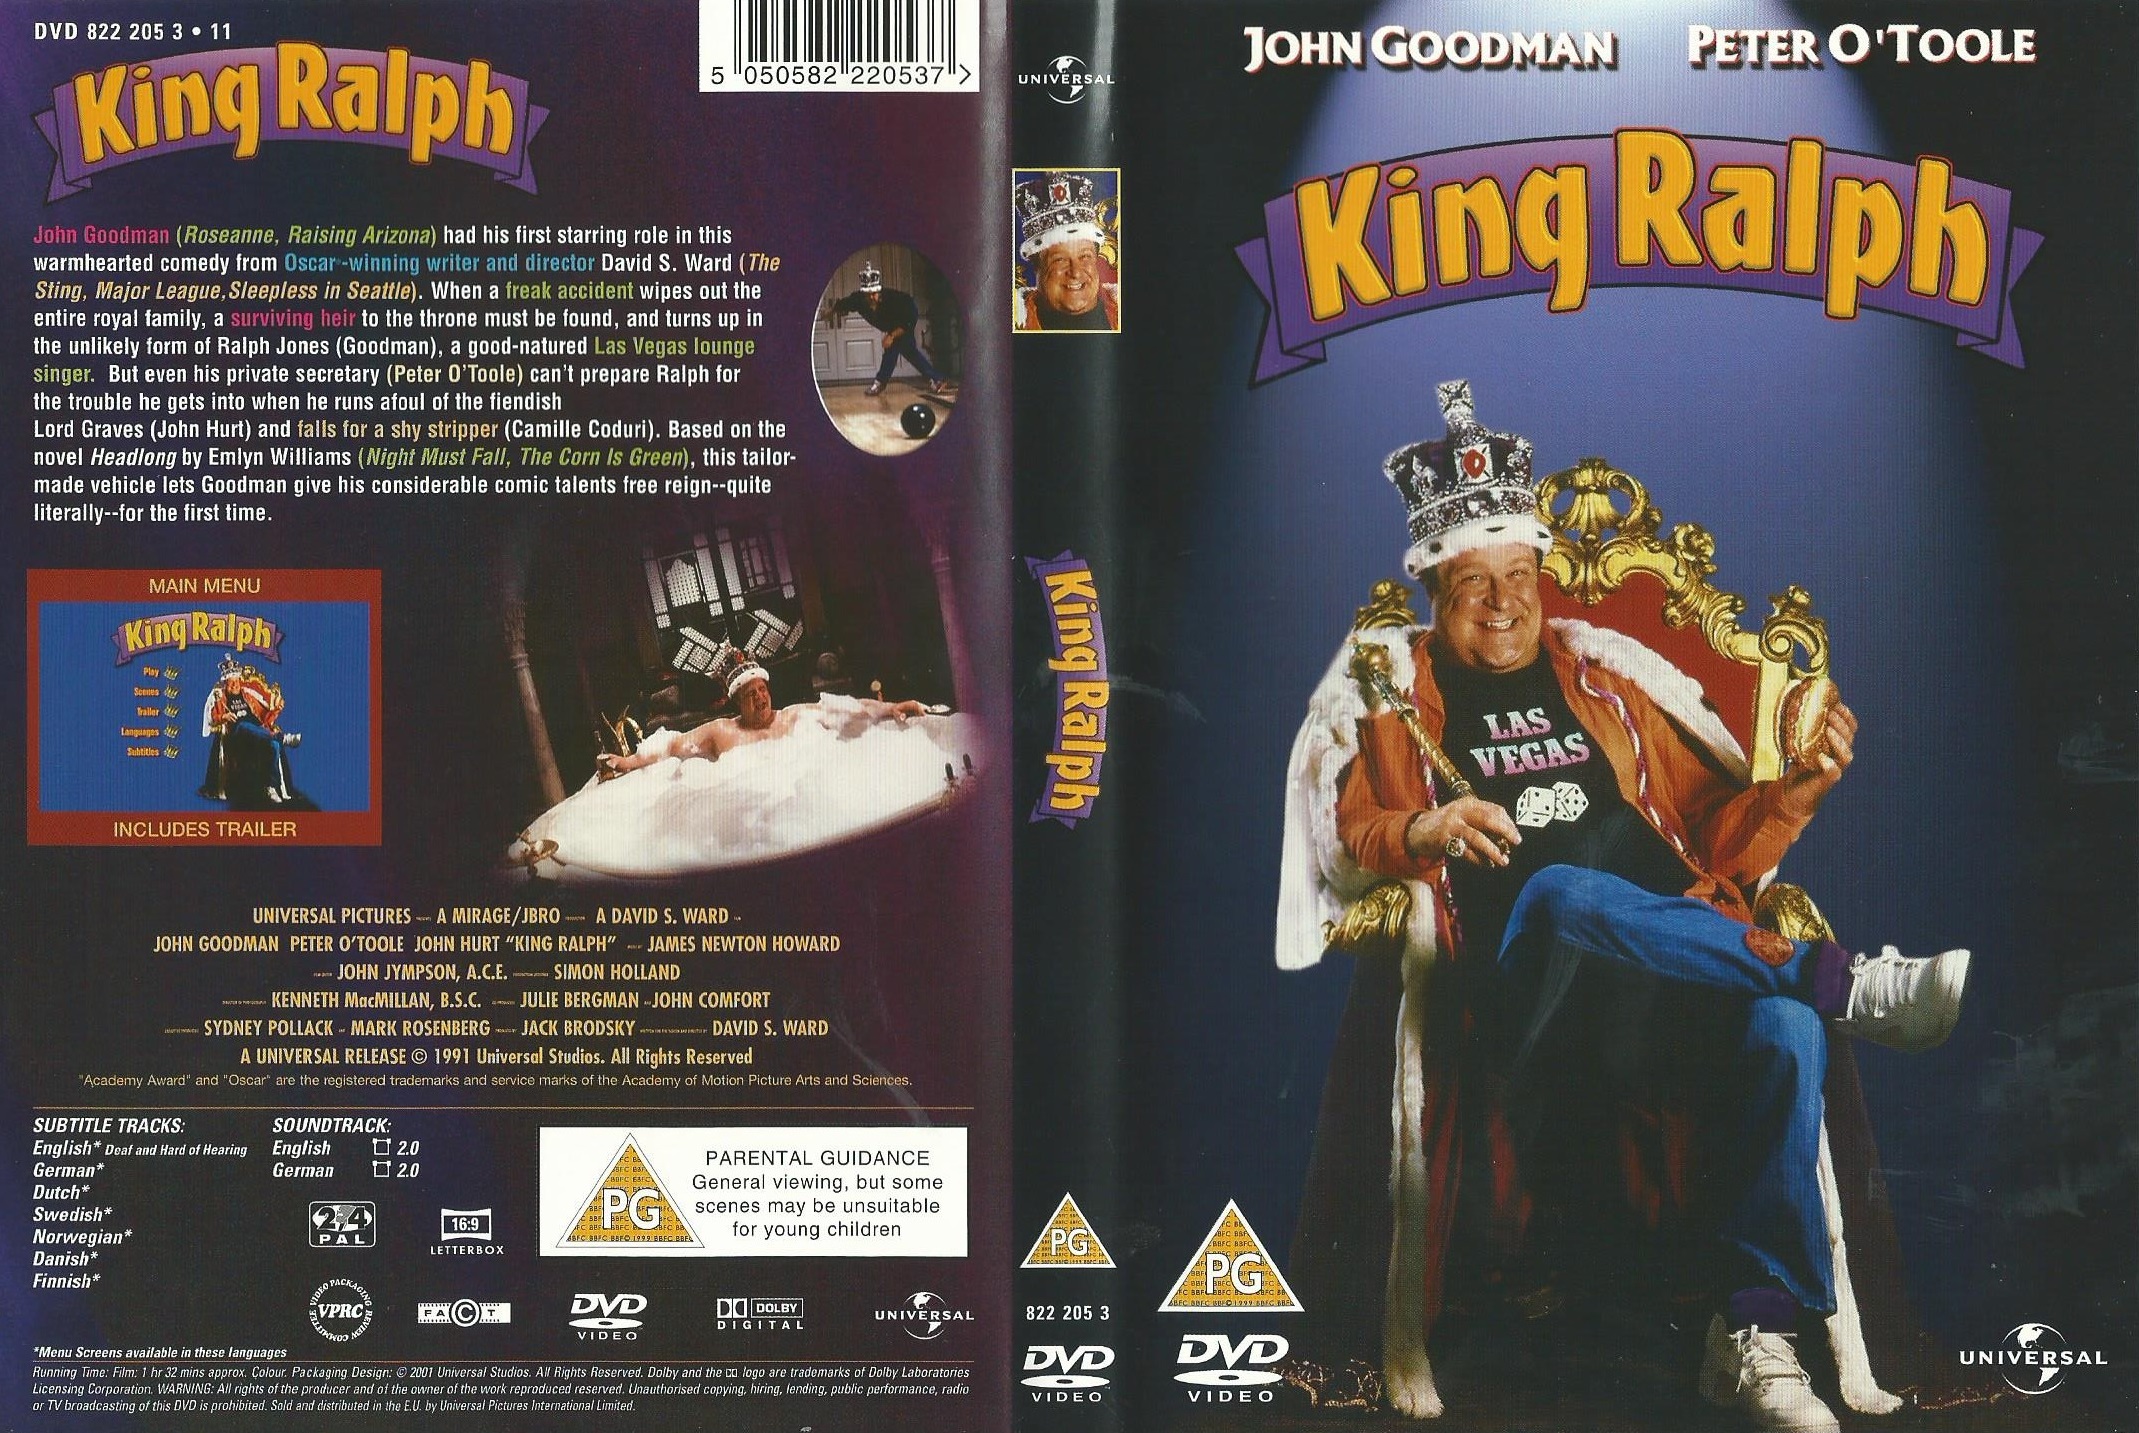 DVD 822 205 3 • 11
King Ralph
5 050582 220537 >
John Goodman (Roseanne, Raising Arizona) had his first starring role in this
warmhearted comedy from Oscar®-winning writer and director David S. Ward (The
Sting, Major League, Sleepless in Seattle). When a freak accident wipes out the
entire royal family, a surviving heir to the throne must be found, and turns up in
the unlikely form of Ralph Jones (Goodman), a good-natured Las Vegas lounge
singer. But even his private secretary (Peter O'Toole) can't prepare Ralph for
the trouble he gets into when he runs afoul of the fiendish
Lord Graves (John Hurt) and falls for a shy stripper (Camille Coduri). Based on the
novel Headlong by Emlyn Williams (Night Must Fall, The Corn Is Green), this tailor-
made vehicle lets Goodman give his considerable comic talents free reign--quite
literally--for the first time.
MAIN MENU
King Ralph
Play
Scenes
Trailer
Languages
Subtitles
INCLUDES TRAILER
UNIVERSAL PICTURES A MIRAGE/JBRO A DAVID S. WARD
JOHN GOODMAN PETER O'TOOLE JOHN HURT "KING RALPH" JAMES NEWTON HOWARD
JOHN JYMPSON, A.C.E. SIMON HOLLAND
KENNETH MacMILLAN, B.S.C. JULIE BERGMAN JOHN COMFORT
SYDNEY POLLACK MARK ROSENBERG JACK BRODSKY DAVID S. WARD
A UNIVERSAL RELEASE © 1991 Universal Studios. All Rights Reserved
"Academy Award" and "Oscar" are the registered trademarks and service marks of the Academy of Motion Picture Arts and Sciences.
SUBTITLE TRACKS:
English* Deaf and Hard of Hearing
German*
Dutch*
Swedish*
Norwegian*
Danish*
Finnish*
SOUNDTRACK:
English 2.0
German 2.0
2 4
PAL
16:9
LETTERBOX
PG
PARENTAL GUIDANCE
General viewing, but some
scenes may be unsuitable
for young children
VIDEO PACKAGING REVIEW COMMITTEE
VPRC
FACT
DVD
VIDEO
DOLBY
DIGITAL
UNIVERSAL
*Menu Screens available in these languages
Running Time: Film: 1 hr 32 mins approx. Colour. Packaging Design: © 2001 Universal Studios. All Rights Reserved. Dolby and the logo are trademarks of Dolby Laboratories
Licensing Corporation. WARNING: All rights of the producer and of the owner of the work reproduced reserved. Unauthorised copying, hiring, lending, public performance, radio
or TV broadcasting of this DVD is prohibited. Sold and distributed in the E.U. by Universal Pictures International Limited.
UNIVERSAL
King Ralph
PG
822 205 3
DVD
VIDEO
JOHN GOODMAN PETER O'TOOLE
King Ralph
LAS
VEGAS
PG
DVD
VIDEO
UNIVERSAL